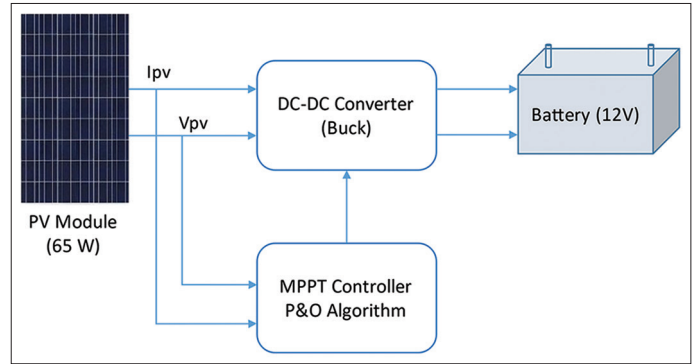 Ipv
Vpv
PV Module
(65 W)
DC-DC Converter
(Buck)
Battery (12V)
MPPT Controller
P&O Algorithm